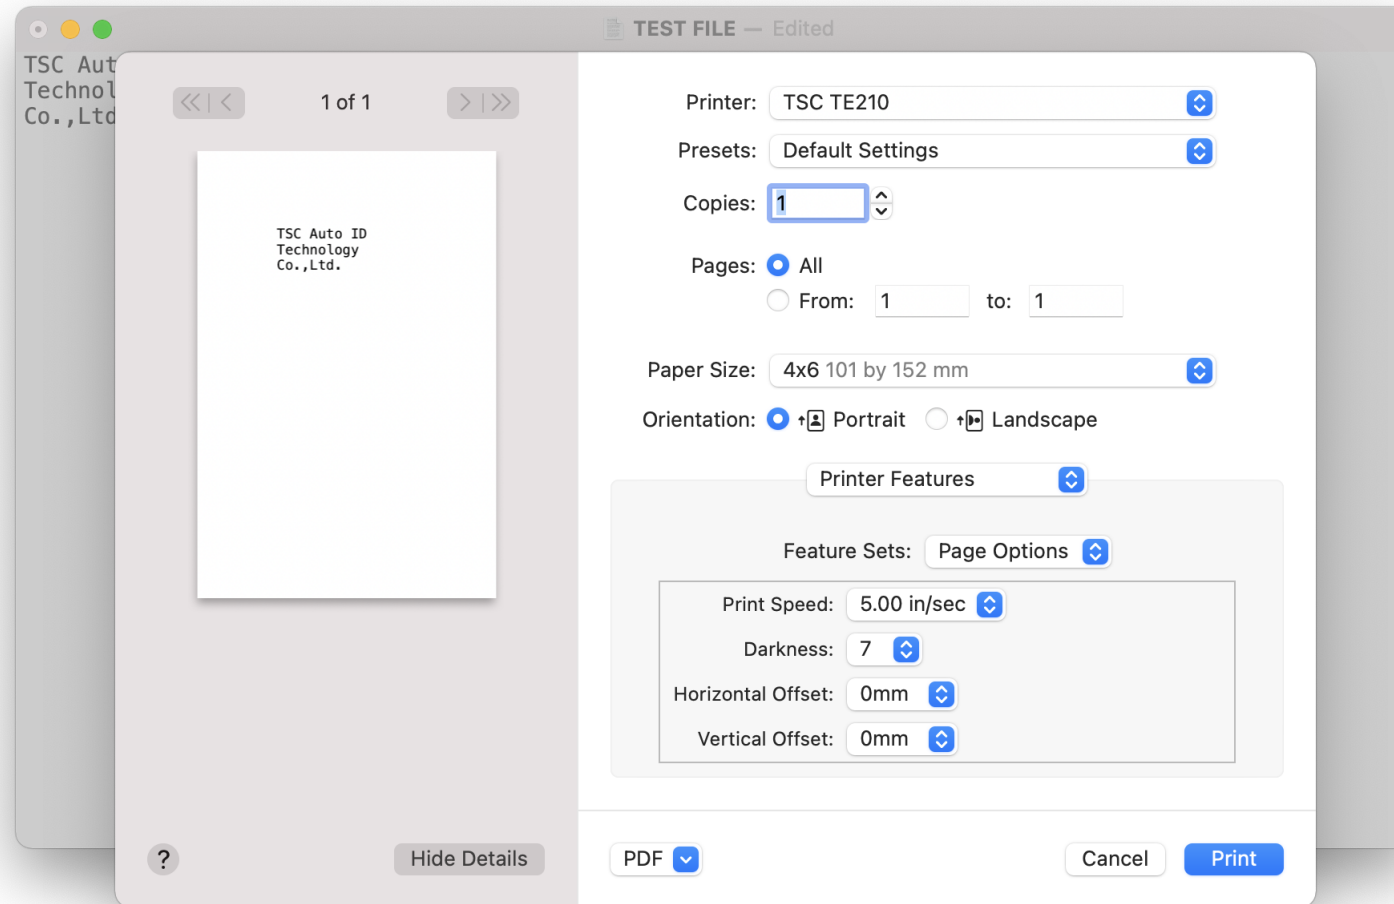 TEST FILE — Edited
TSC Aut
Technol
Co.,Ltd
1 of 1
TSC Auto ID
Technology
Co.,Ltd.
Printer: TSC TE210
Presets: Default Settings
Copies: 1
Pages: All
From: 1 to: 1
Paper Size: 4x6 101 by 152 mm
Orientation: Portrait Landscape
Printer Features
Feature Sets: Page Options
Print Speed: 5.00 in/sec
Darkness: 7
Horizontal Offset: 0mm
Vertical Offset: 0mm
? Hide Details PDF Cancel Print